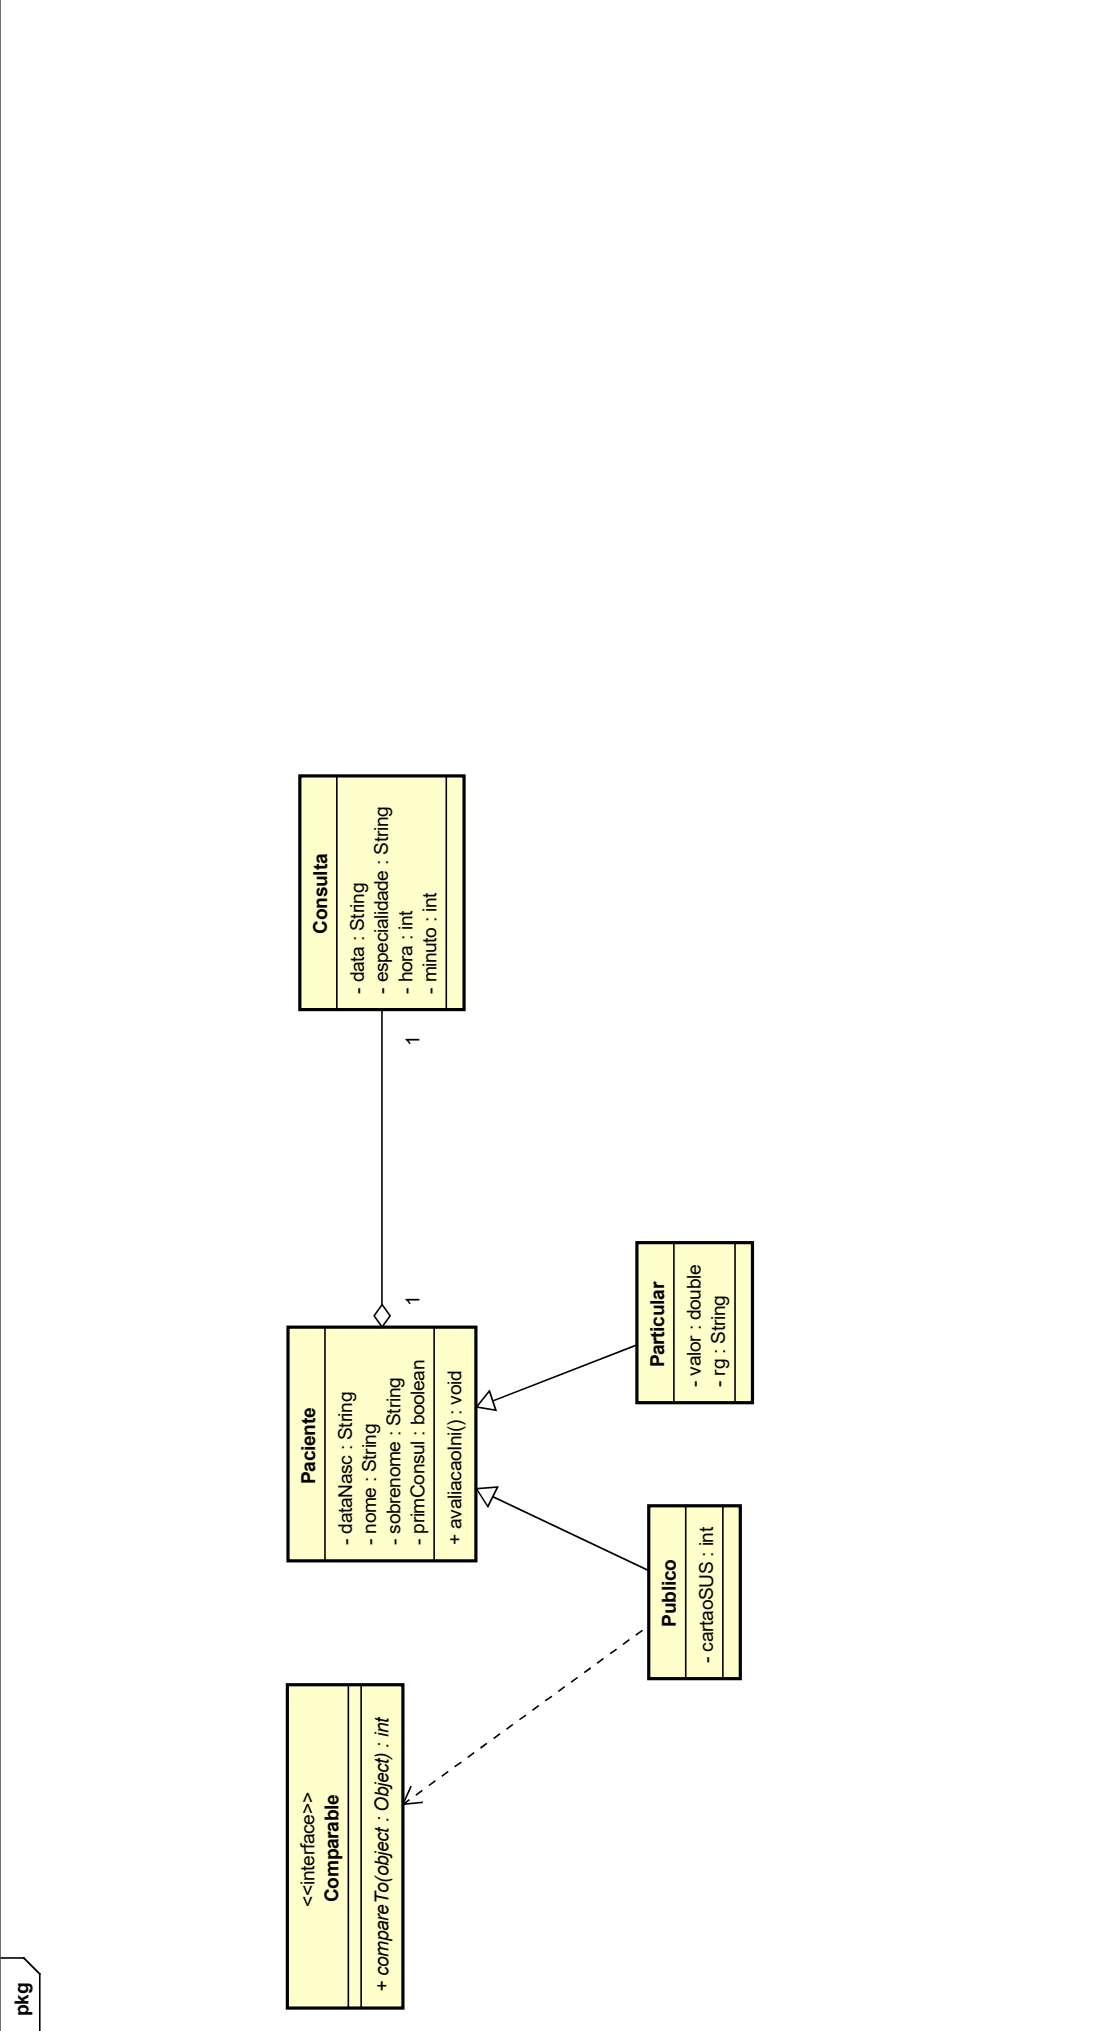 pkg
<<interface>>
Comparable
+ compareTo(object : Object) : int
Paciente
- dataNasc : String
- nome : String
- sobrenome : String
- primConsul : boolean
+ avaliacaoIni() : void
1
1
Consulta
- data : String
- especialidade : String
- hora : int
- minuto : int
Publico
- cartaoSUS : int
Particular
- valor : double
- rg : String